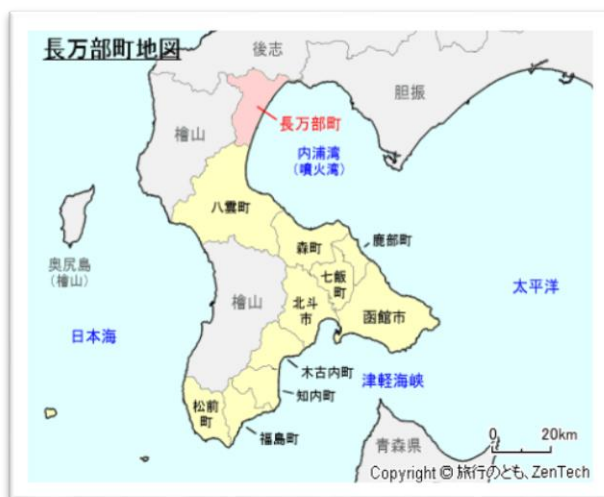 長万部町地図
後志
胆振
長万部町
檜山
内浦湾
(噴火湾)
八雲町
鹿部町
森町
七飯
町
奥尻島
(檜山)
檜山
北斗
市
函館市
太平洋
日本海
木古内町
津軽海峡
知内町
松前
町
福島町
青森県
0 20km
Copyright © 旅行のとも、ZenTech